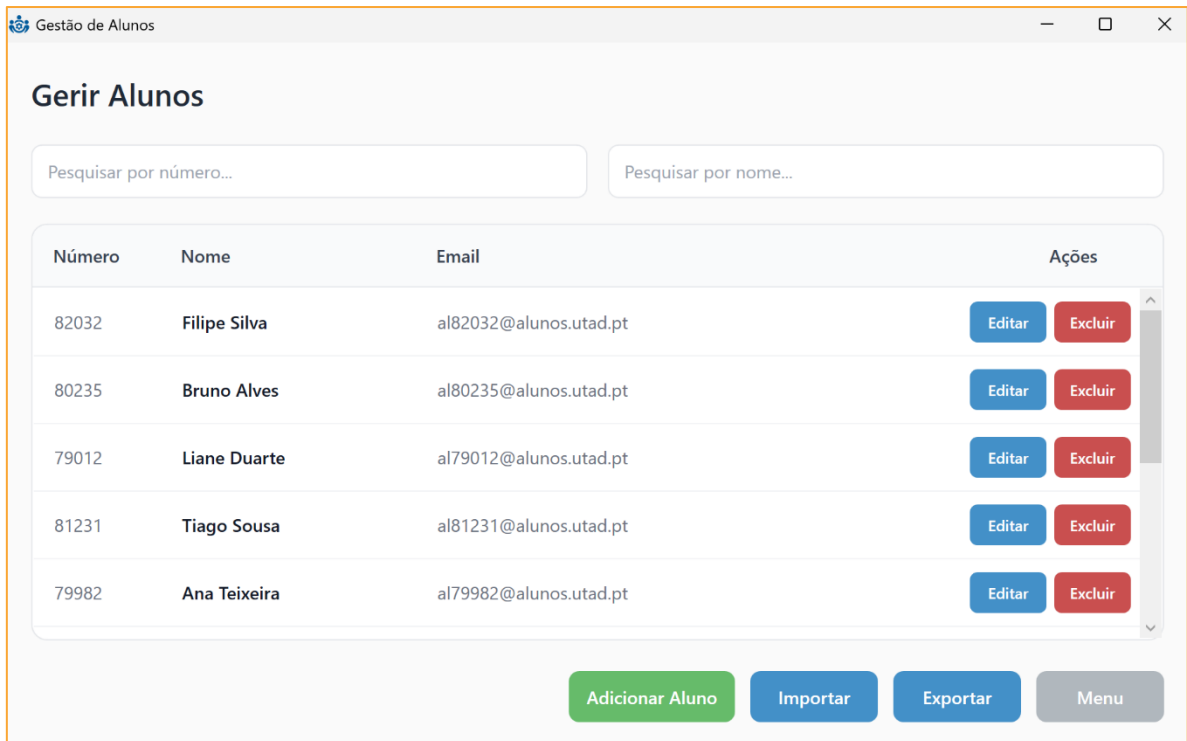 Gestão de Alunos
Gerir Alunos
Pesquisar por número... Pesquisar por nome...
Número Nome Email Ações
82032 Filipe Silva al82032@alunos.utad.pt Editar Excluir
80235 Bruno Alves al80235@alunos.utad.pt Editar Excluir
79012 Liane Duarte al79012@alunos.utad.pt Editar Excluir
81231 Tiago Sousa al81231@alunos.utad.pt Editar Excluir
79982 Ana Teixeira al79982@alunos.utad.pt Editar Excluir
Adicionar Aluno Importar Exportar Menu